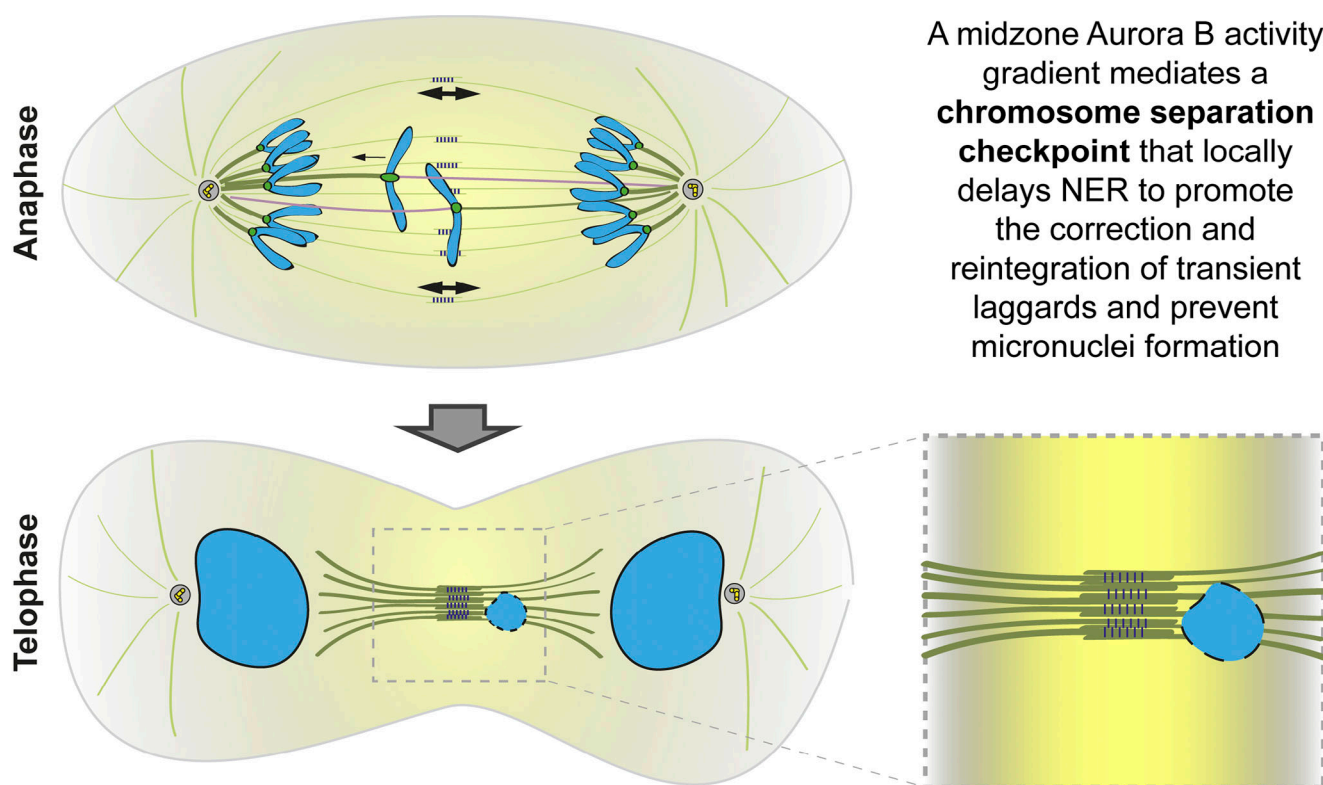 Anaphase
A midzone Aurora B activity
gradient mediates a
chromosome separation
checkpoint that locally
delays NER to promote
the correction and
reintegration of transient
laggards and prevent
micronuclei formation
Telophase